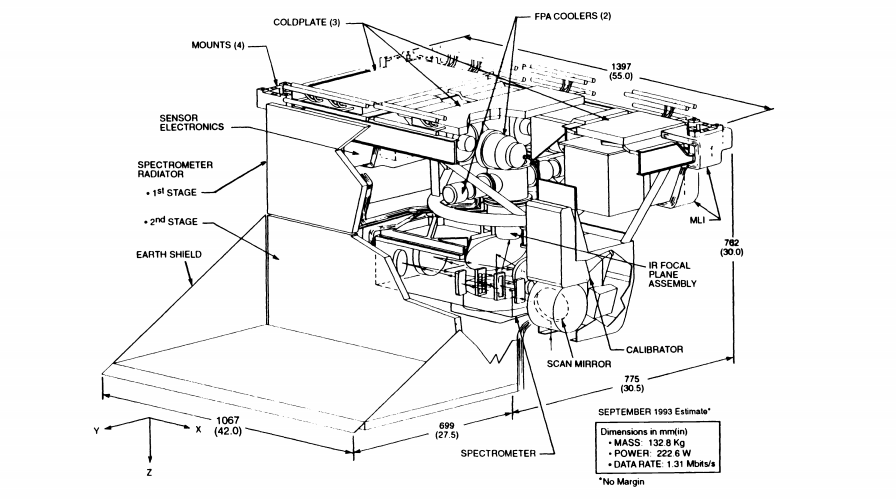 COLDPLATE (3)
FPA COOLERS (2)
MOUNTS (4)
1397
(55.0)
SENSOR
ELECTRONICS
SPECTROMETER
RADIATOR
• 1st STAGE
• 2nd STAGE
EARTH SHIELD
MLI
762
(30.0)
IR FOCAL
PLANE
ASSEMBLY
CALIBRATOR
SCAN MIRROR
775
(30.5)
1067
(42.0)
699
(27.5)
SPECTROMETER
Y
X
Z
SEPTEMBER 1993 Estimate*
Dimensions in mm(in)
• MASS: 132.8 Kg
• POWER: 222.6 W
• DATA RATE: 1.31 Mbits/s
*No Margin